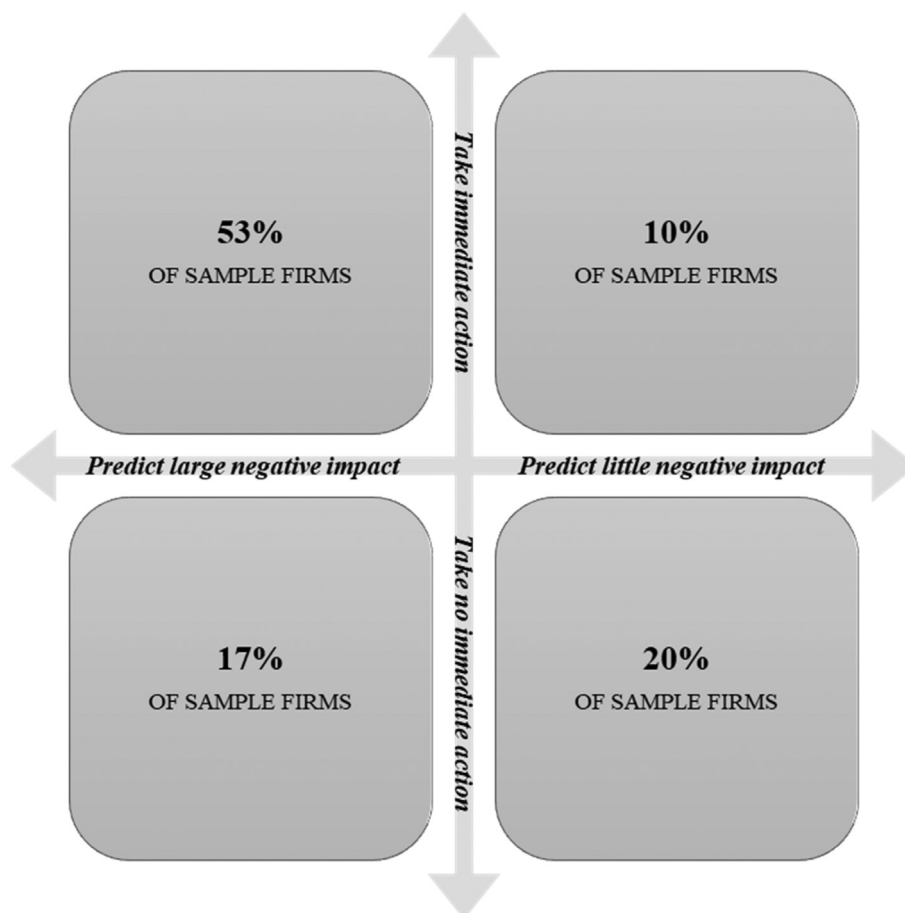 Take immediate action
53%
OF SAMPLE FIRMS
10%
OF SAMPLE FIRMS
Predict large negative impact
Predict little negative impact
Take no immediate action
17%
OF SAMPLE FIRMS
20%
OF SAMPLE FIRMS